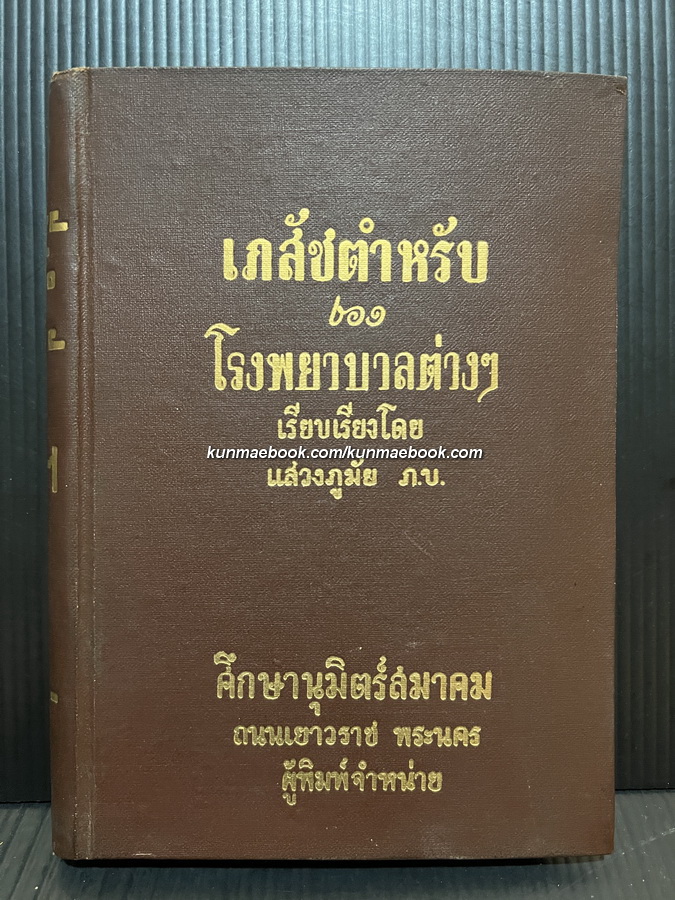 เภสัชตำหรับ
ของ
โรงพยาบาลต่างๆ
เรียบเรียงโดย
kunmaebook.com/kunmaebook.com
แสวงภูมัย ภ.บ.
ศึกษานุมิตร์สมาคม
ถนนเยาวราช พระนคร
ผู้พิมพ์จำหน่าย